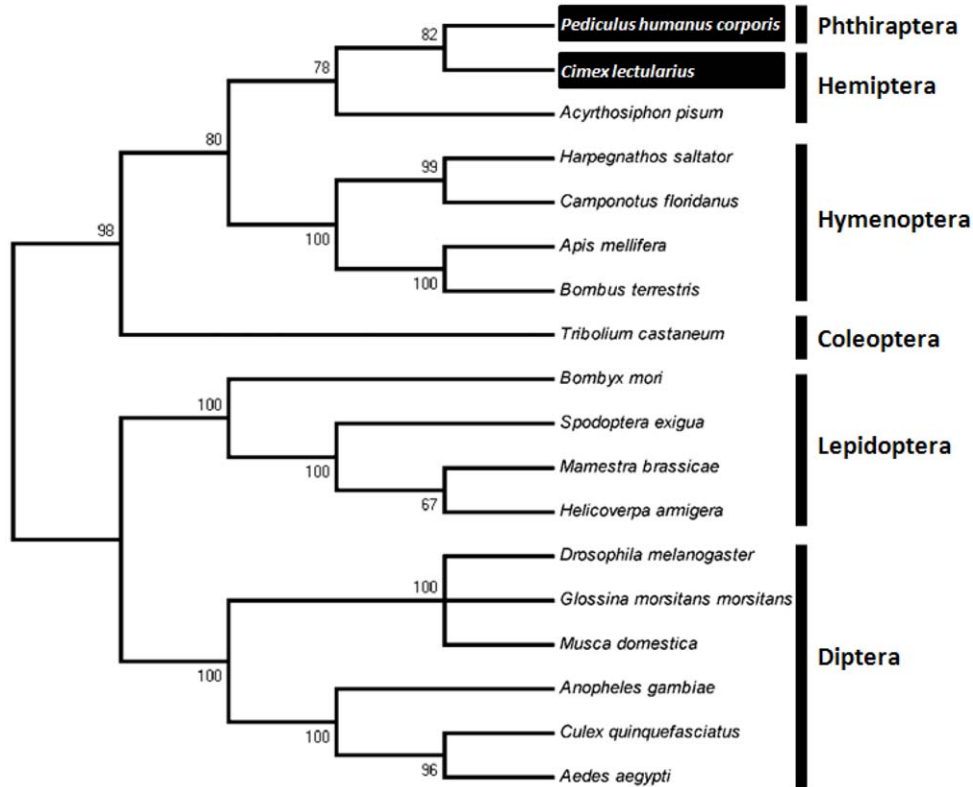 Pediculus humanus corporis
Phthiraptera
82
Cimex lectularius
78
Hemiptera
Acyrthosiphon pisum
80
Harpegnathos saltator
99
Camponotus floridanus
Hymenoptera
98
100
Apis mellifera
100
Bombus terrestris
Tribolium castaneum
Coleoptera
Bombyx mori
100
Spodoptera exigua
Lepidoptera
100
Mamestra brassicae
67
Helicoverpa armigera
Drosophila melanogaster
100
Glossina morsitans morsitans
Musca domestica
Diptera
100
Anopheles gambiae
100
Culex quinquefasciatus
96
Aedes aegypti